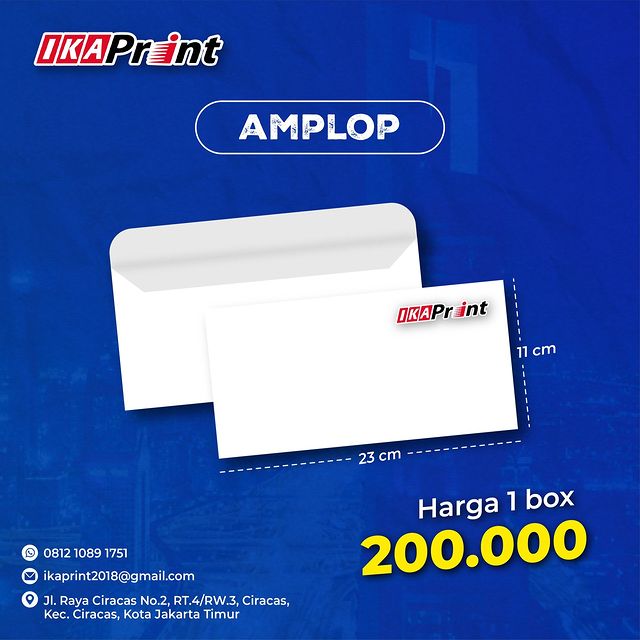 IKAPrint
AMPLOP
IKAPrint
11 cm
23 cm
Harga 1 box
200.000
0812 1089 1751
ikaprint2018@gmail.com
Jl. Raya Ciracas No.2, RT.4/RW.3, Ciracas,
Kec. Ciracas, Kota Jakarta Timur